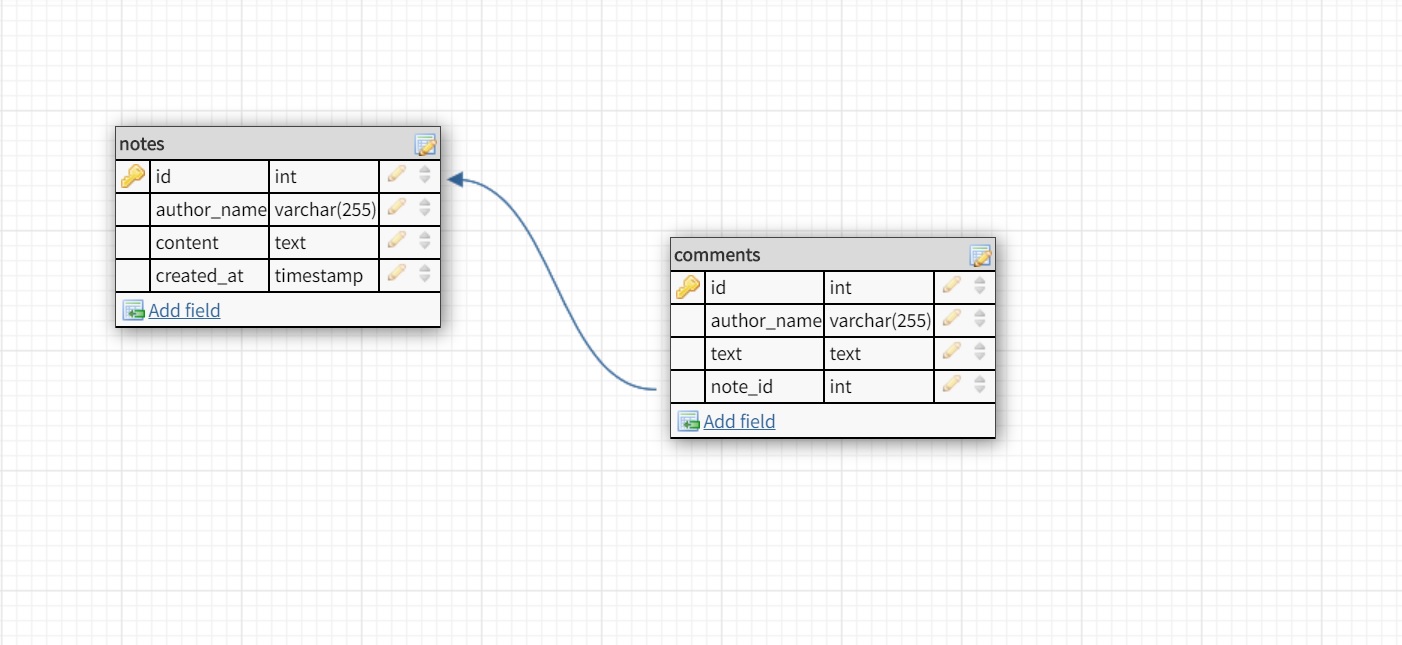 notes
id int
author_name varchar(255)
content text
created_at timestamp
Add field
comments
id int
author_name varchar(255)
text text
note_id int
Add field